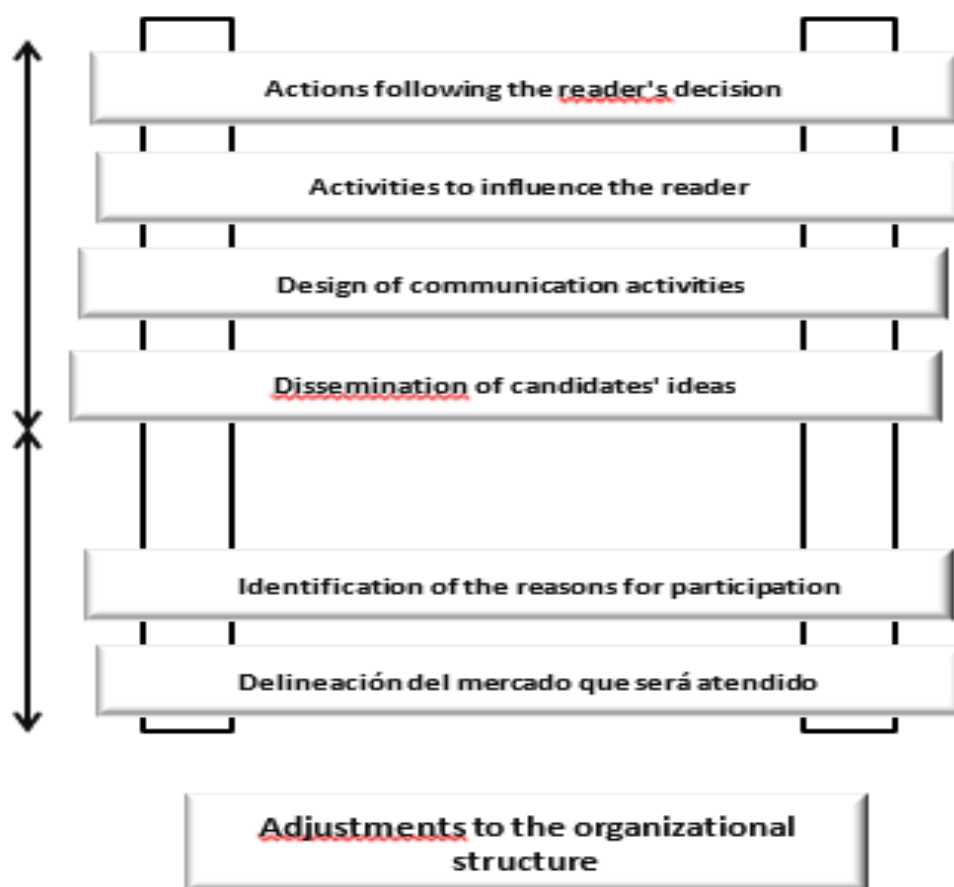 Actions following the reader's decision
Activities to influence the reader
Design of communication activities
Dissemination of candidates' ideas
Identification of the reasons for participation
Delineación del mercado que será atendido
Adjustments to the organizational
structure